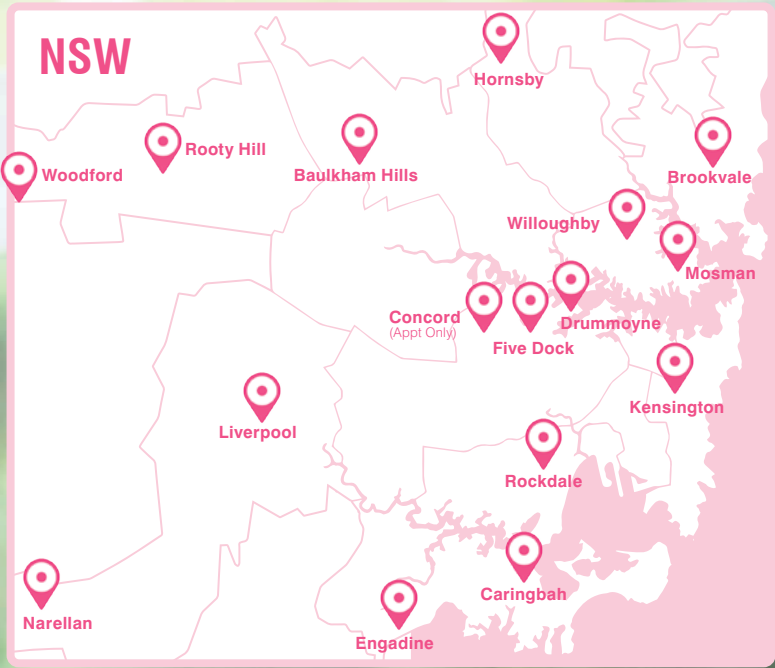 NSW
Hornsby
Rooty Hill
Woodford
Baulkham Hills
Brookvale
Willoughby
Mosman
Concord
(Appt Only)
Drummoyne
Five Dock
Kensington
Liverpool
Rockdale
Caringbah
Narellan
Engadine